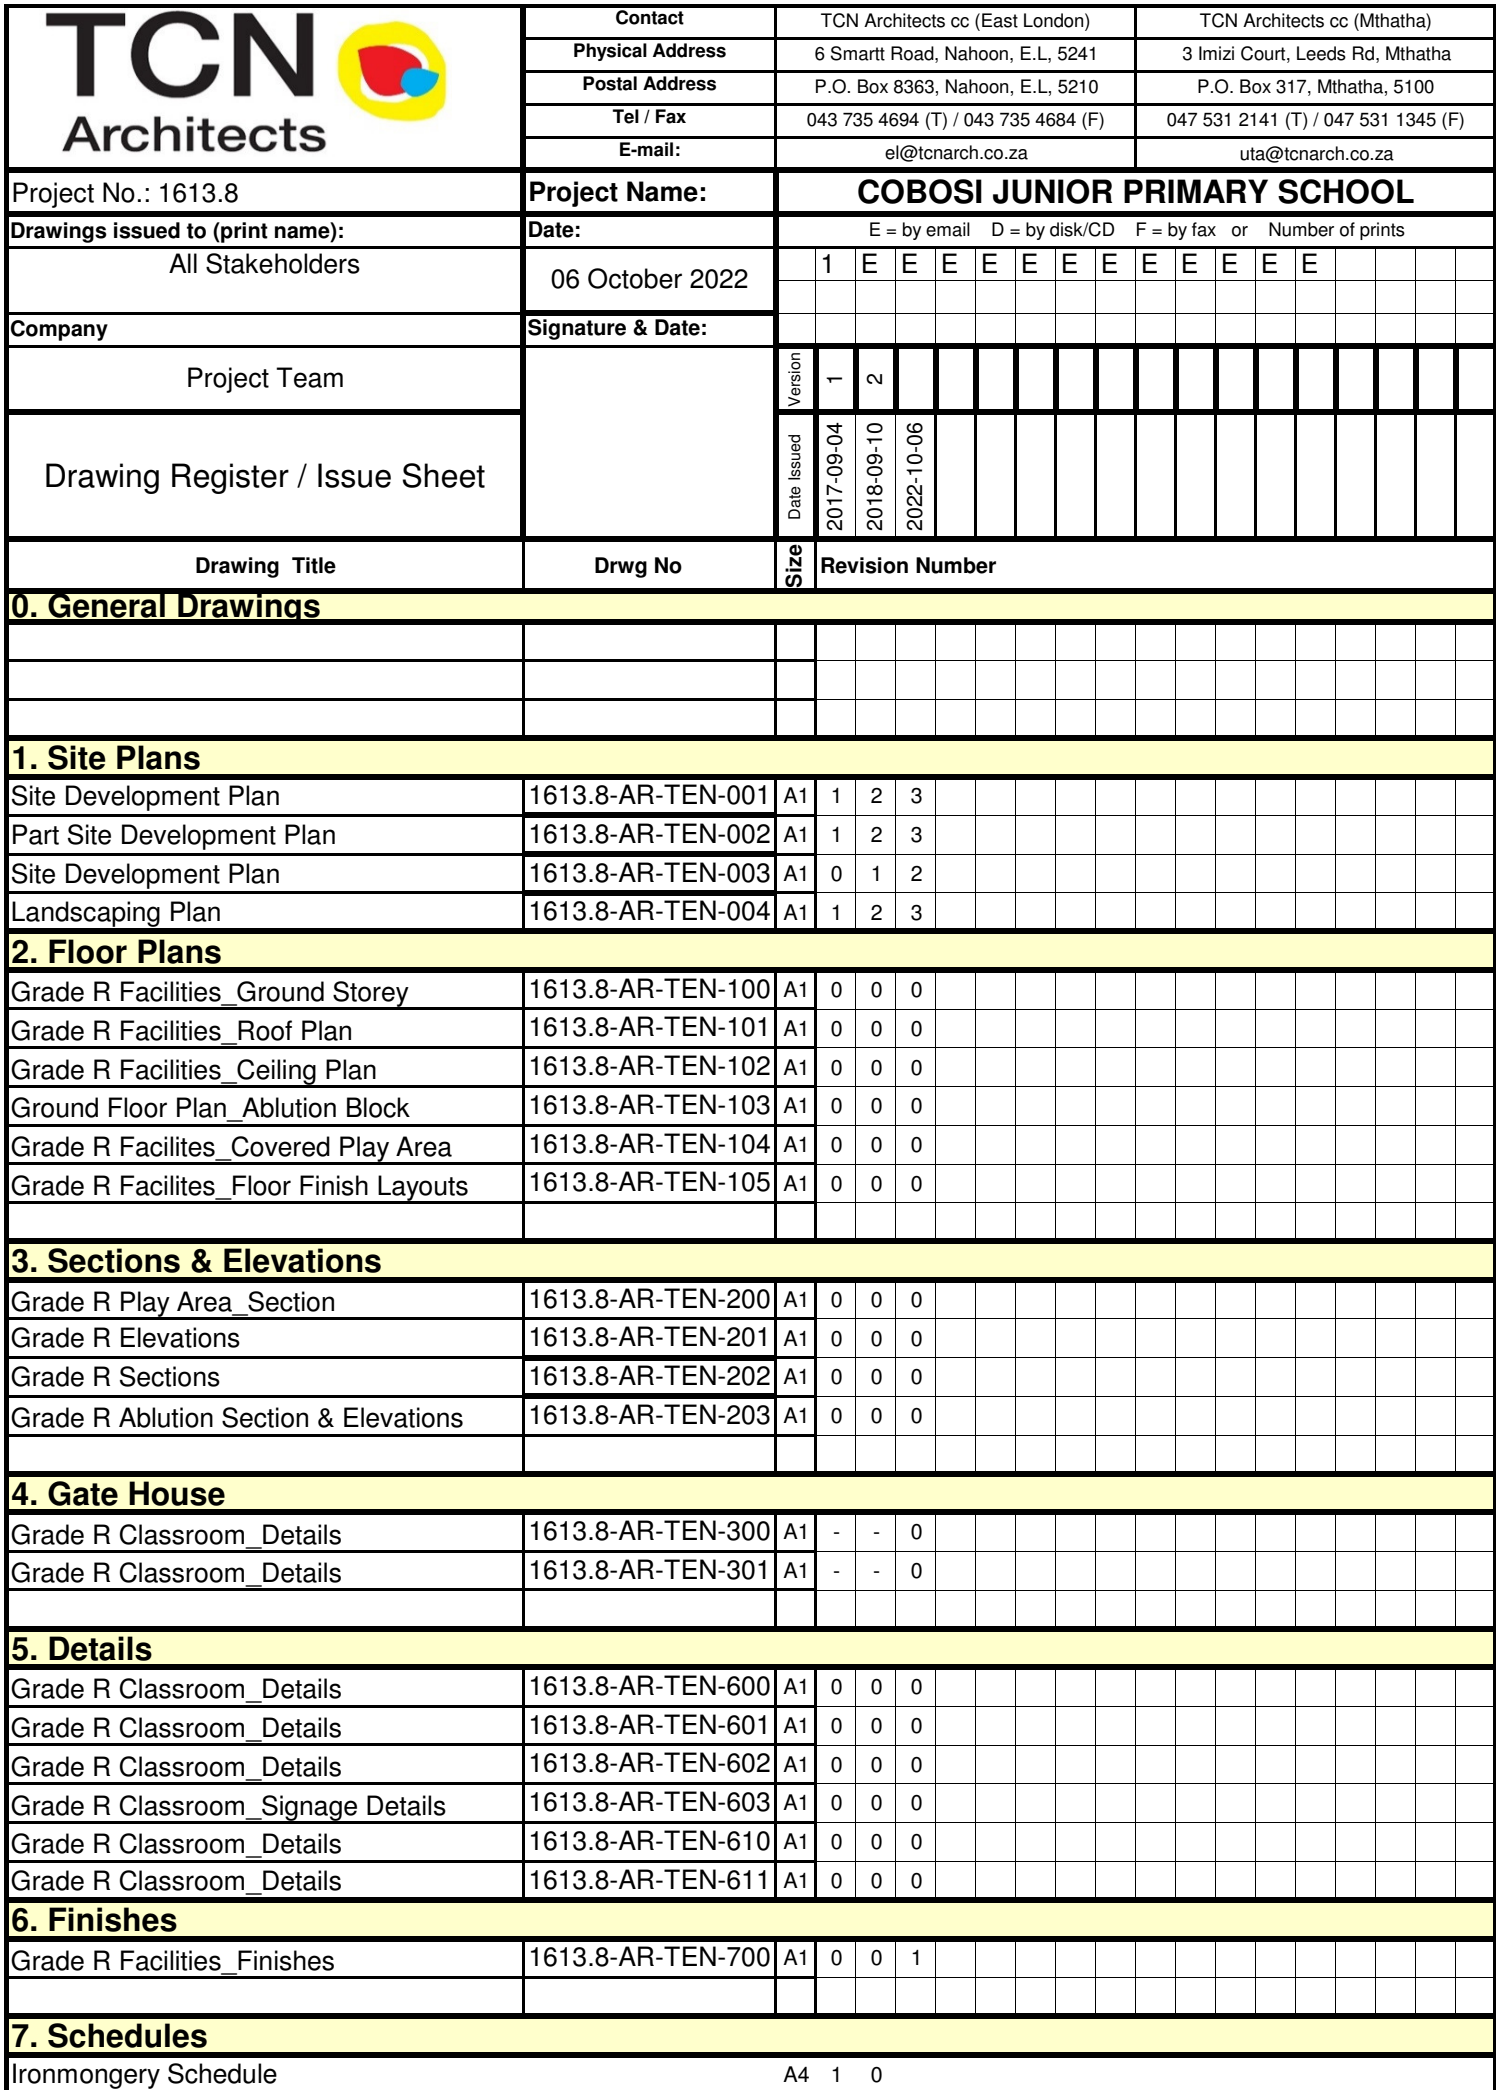 TCN
Architects
Contact TCN Architects cc (East London) TCN Architects cc (Mthatha)
Physical Address 6 Smartt Road, Nahoon, E.L, 5241 3 Imizi Court, Leeds Rd, Mthatha
Postal Address P.O. Box 8363, Nahoon, E.L, 5210 P.O. Box 317, Mthatha, 5100
Tel / Fax 043 735 4694 (T) / 043 735 4684 (F) 047 531 2141 (T) / 047 531 1345 (F)
E-mail: el@tcnarch.co.za uta@tcnarch.co.za
Project No.: 1613.8 Project Name: COBOSI JUNIOR PRIMARY SCHOOL
Drawings issued to (print name): Date: E = by email D = by disk/CD F = by fax or Number of prints
All Stakeholders 06 October 2022 1 E E E E E E E E E E E E
Company Signature & Date:
Project Team Version 1 2
Drawing Register / Issue Sheet Date Issued 2017-09-04 2018-09-10 2022-10-06
Drawing Title Drwg No Size Revision Number
0. General Drawings
1. Site Plans
Site Development Plan 1613.8-AR-TEN-001 A1 1 2 3
Part Site Development Plan 1613.8-AR-TEN-002 A1 1 2 3
Site Development Plan 1613.8-AR-TEN-003 A1 0 1 2
Landscaping Plan 1613.8-AR-TEN-004 A1 1 2 3
2. Floor Plans
Grade R Facilities_Ground Storey 1613.8-AR-TEN-100 A1 0 0 0
Grade R Facilities_Roof Plan 1613.8-AR-TEN-101 A1 0 0 0
Grade R Facilities_Ceiling Plan 1613.8-AR-TEN-102 A1 0 0 0
Ground Floor Plan_Ablution Block 1613.8-AR-TEN-103 A1 0 0 0
Grade R Facilites_Covered Play Area 1613.8-AR-TEN-104 A1 0 0 0
Grade R Facilites_Floor Finish Layouts 1613.8-AR-TEN-105 A1 0 0 0
3. Sections & Elevations
Grade R Play Area_Section 1613.8-AR-TEN-200 A1 0 0 0
Grade R Elevations 1613.8-AR-TEN-201 A1 0 0 0
Grade R Sections 1613.8-AR-TEN-202 A1 0 0 0
Grade R Ablution Section & Elevations 1613.8-AR-TEN-203 A1 0 0 0
4. Gate House
Grade R Classroom_Details 1613.8-AR-TEN-300 A1 - - 0
Grade R Classroom_Details 1613.8-AR-TEN-301 A1 - - 0
5. Details
Grade R Classroom_Details 1613.8-AR-TEN-600 A1 0 0 0
Grade R Classroom_Details 1613.8-AR-TEN-601 A1 0 0 0
Grade R Classroom_Details 1613.8-AR-TEN-602 A1 0 0 0
Grade R Classroom_Signage Details 1613.8-AR-TEN-603 A1 0 0 0
Grade R Classroom_Details 1613.8-AR-TEN-610 A1 0 0 0
Grade R Classroom_Details 1613.8-AR-TEN-611 A1 0 0 0
6. Finishes
Grade R Facilities_Finishes 1613.8-AR-TEN-700 A1 0 0 1
7. Schedules
Ironmongery Schedule A4 1 0